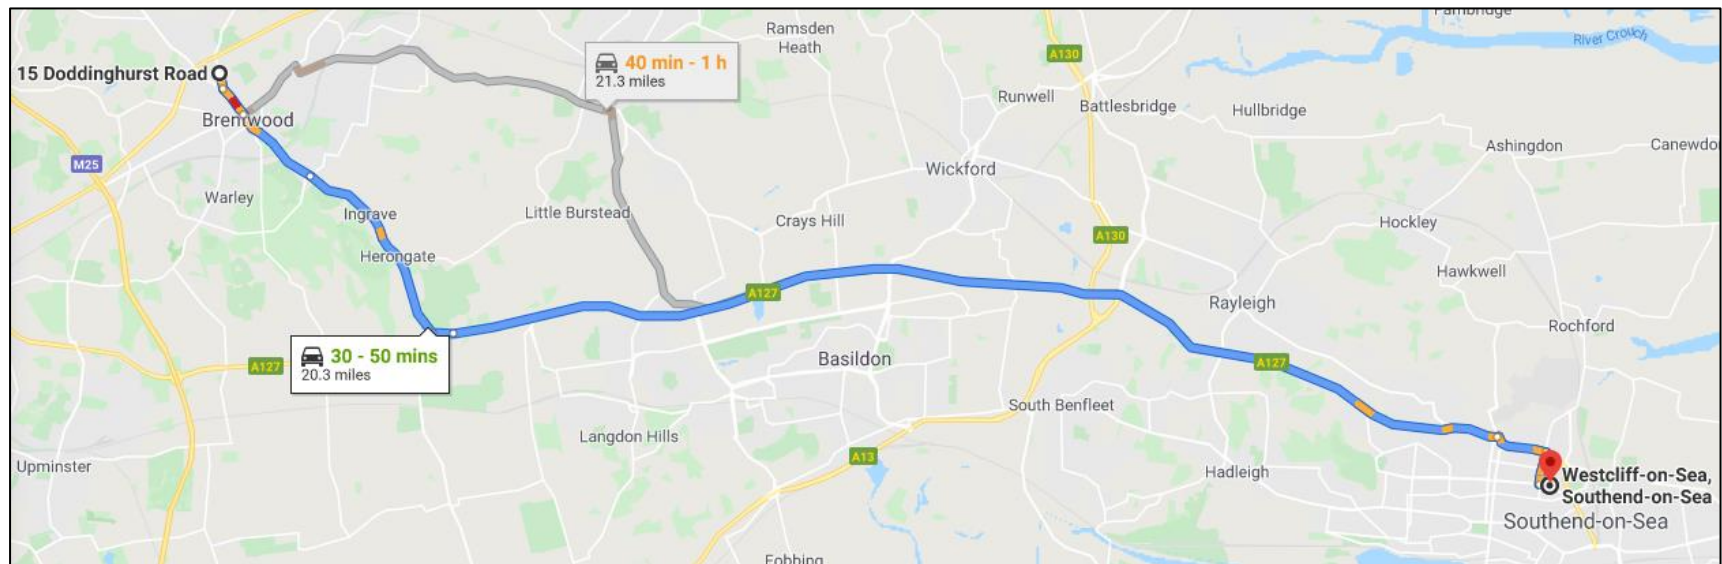 Fambridge
Ramsden
Heath
River Crouch
40 min - 1 h
21.3 miles
A130
15 Doddinghurst Road
Runwell
Battlesbridge
Hullbridge
Brentwood
Ashingdon
M25
Wickford
Warley
Ingrave
Little Burstead
Crays Hill
Hockley
A130
Herongate
Hawkwell
A127
Rayleigh
Rochford
30 - 50 mins
20.3 miles
A127
Basildon
A127
South Benfleet
Langdon Hills
Upminster
A13
Hadleigh
Westcliff-on-Sea,
Southend-on-Sea
Southend-on-Sea
Fobbing